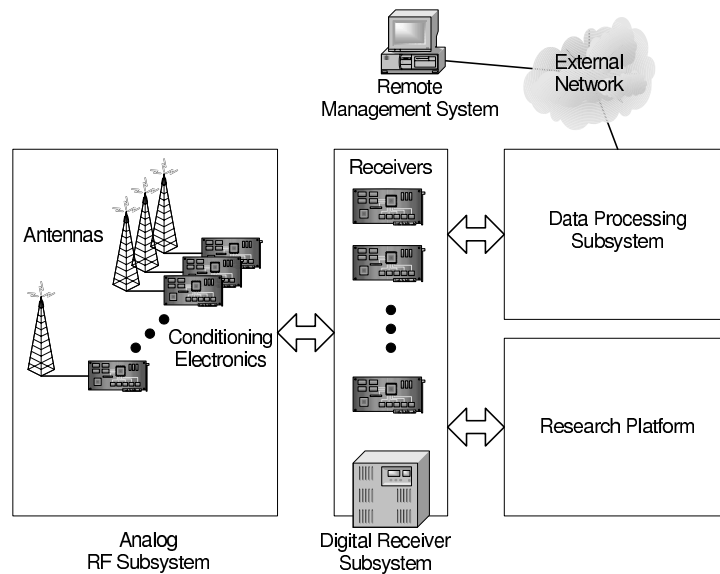 Remote
Management System
External
Network
Antennas
Conditioning
Electronics
Receivers
Data Processing
Subsystem
Research Platform
Analog
RF Subsystem
Digital Receiver
Subsystem